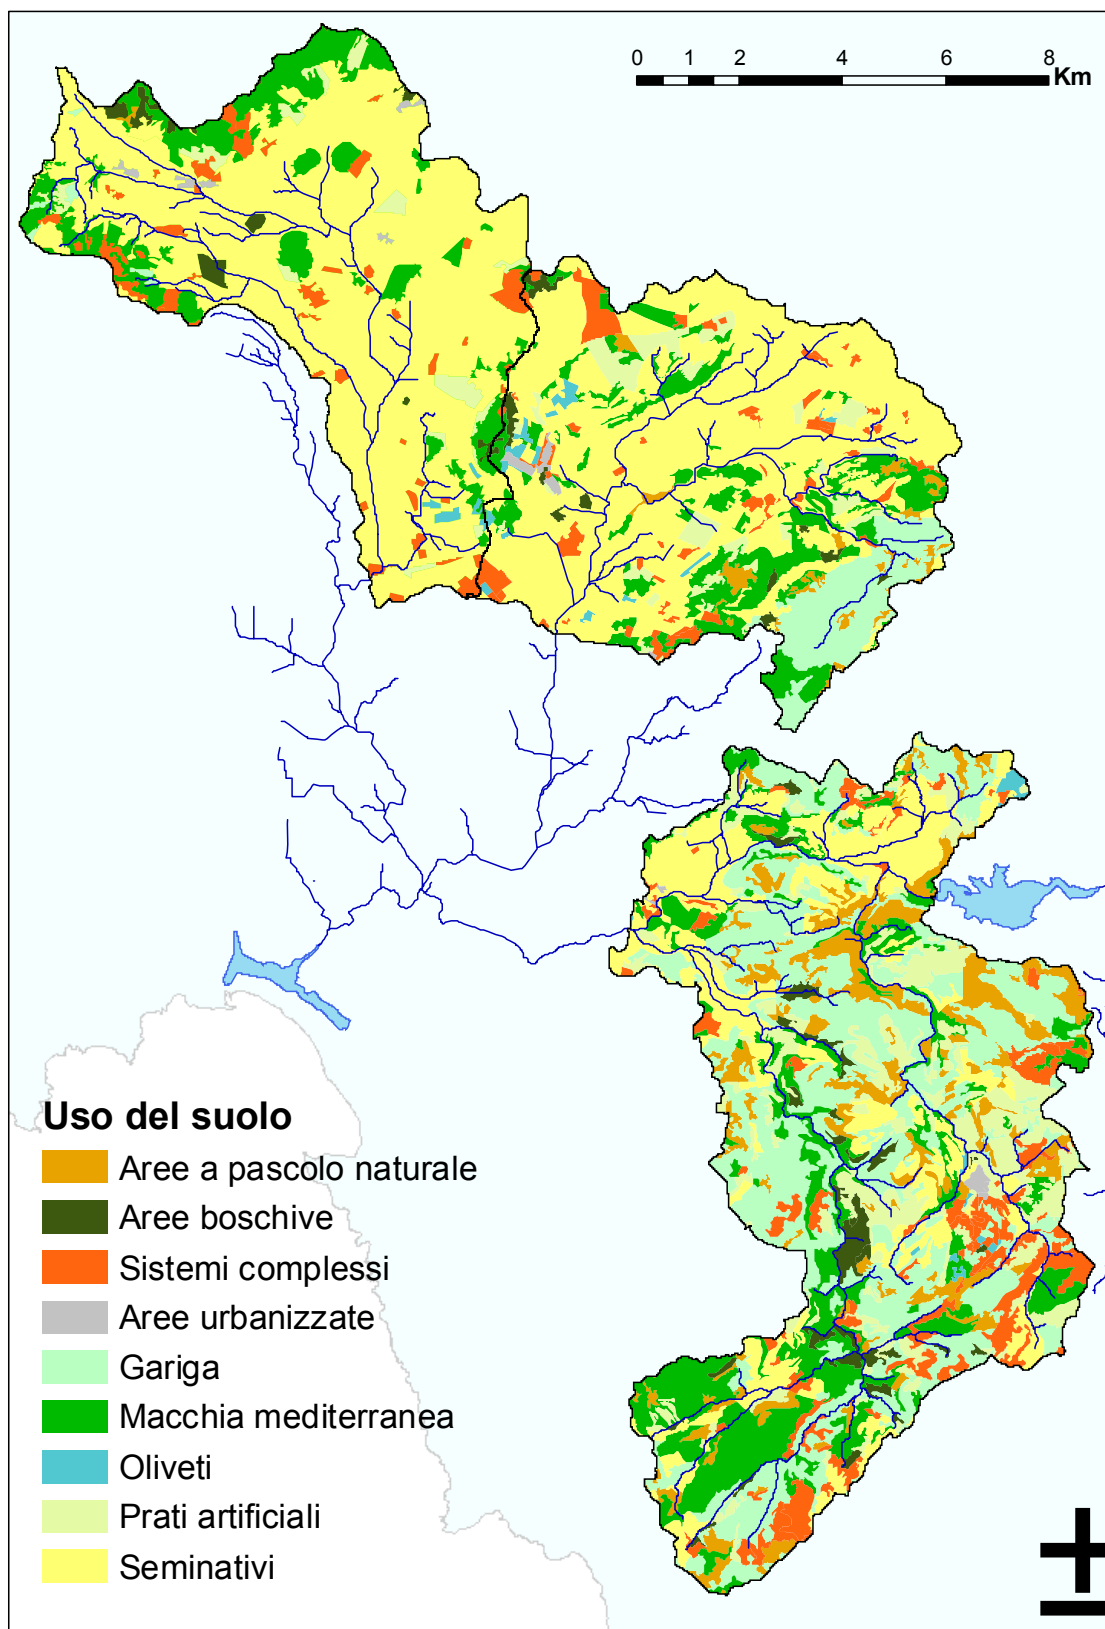 0 1 2 4 6 8
Km
Uso del suolo
Aree a pascolo naturale
Aree boschive
Sistemi complessi
Aree urbanizzate
Gariga
Macchia mediterranea
Oliveti
Prati artificiali
Seminativi